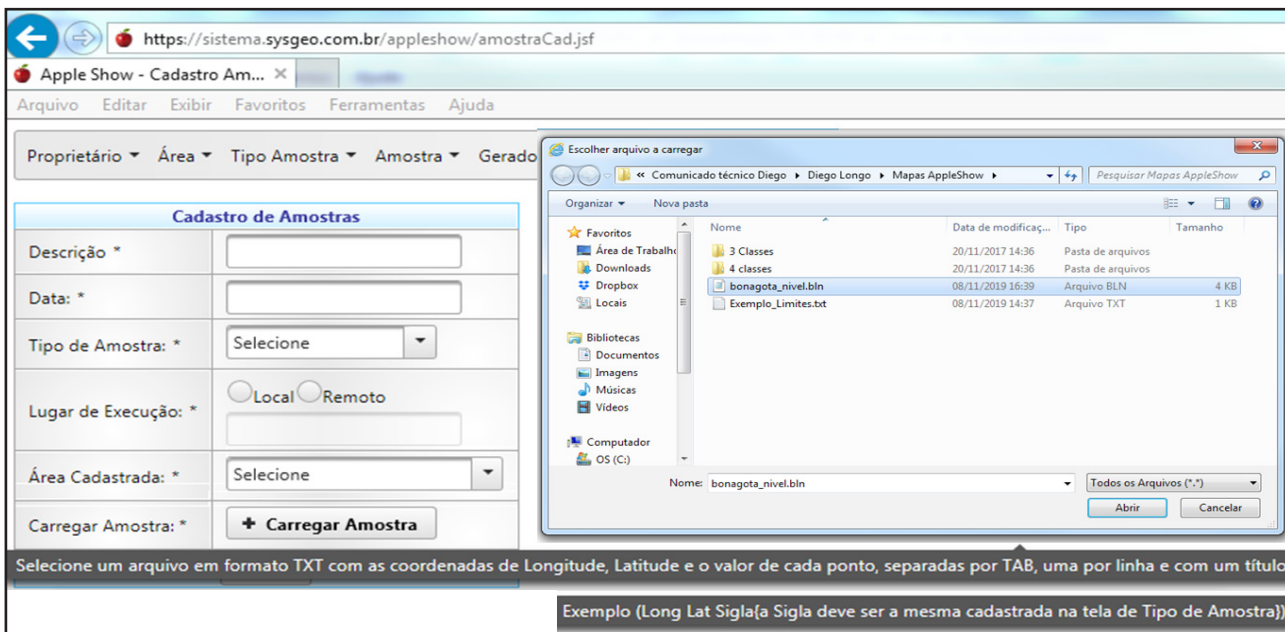 https://sistema.sysgeo.com.br/appleshow/amostraCad.jsf
Apple Show - Cadastro Am... ×
Arquivo Editar Exibir Favoritos Ferramentas Ajuda
Proprietário Área Tipo Amostra Amostra Gerado
Cadastro de Amostras
Descrição *
Data: *
Tipo de Amostra: * Selecione
Lugar de Execução: * Local Remoto
Área Cadastrada: * Selecione
Carregar Amostra: * + Carregar Amostra
Escolher arquivo a carregar
« Comunicado técnico Diego Diego Longo Mapas AppleShow Pesquisar Mapas AppleShow
Organizar Nova pasta
Favoritos
Área de Trabalho
Downloads
Dropbox
Locais
Bibliotecas
Documentos
Imagens
Músicas
Vídeos
Computador
OS (C:)
Nome Data de modificaç... Tipo Tamanho
3 Classes 20/11/2017 14:36 Pasta de arquivos
4 classes 20/11/2017 14:36 Pasta de arquivos
bonagota_nivel.bln 08/11/2019 16:39 Arquivo BLN 4 KB
Exemplo_Limites.txt 08/11/2019 14:37 Arquivo TXT 1 KB
Nome: bonagota_nivel.bln Todos os Arquivos (*.*)
Abrir Cancelar
Selecione um arquivo em formato TXT com as coordenadas de Longitude, Latitude e o valor de cada ponto, separadas por TAB, uma por linha e com um título
Exemplo (Long Lat Sigla{a Sigla deve ser a mesma cadastrada na tela de Tipo de Amostra})